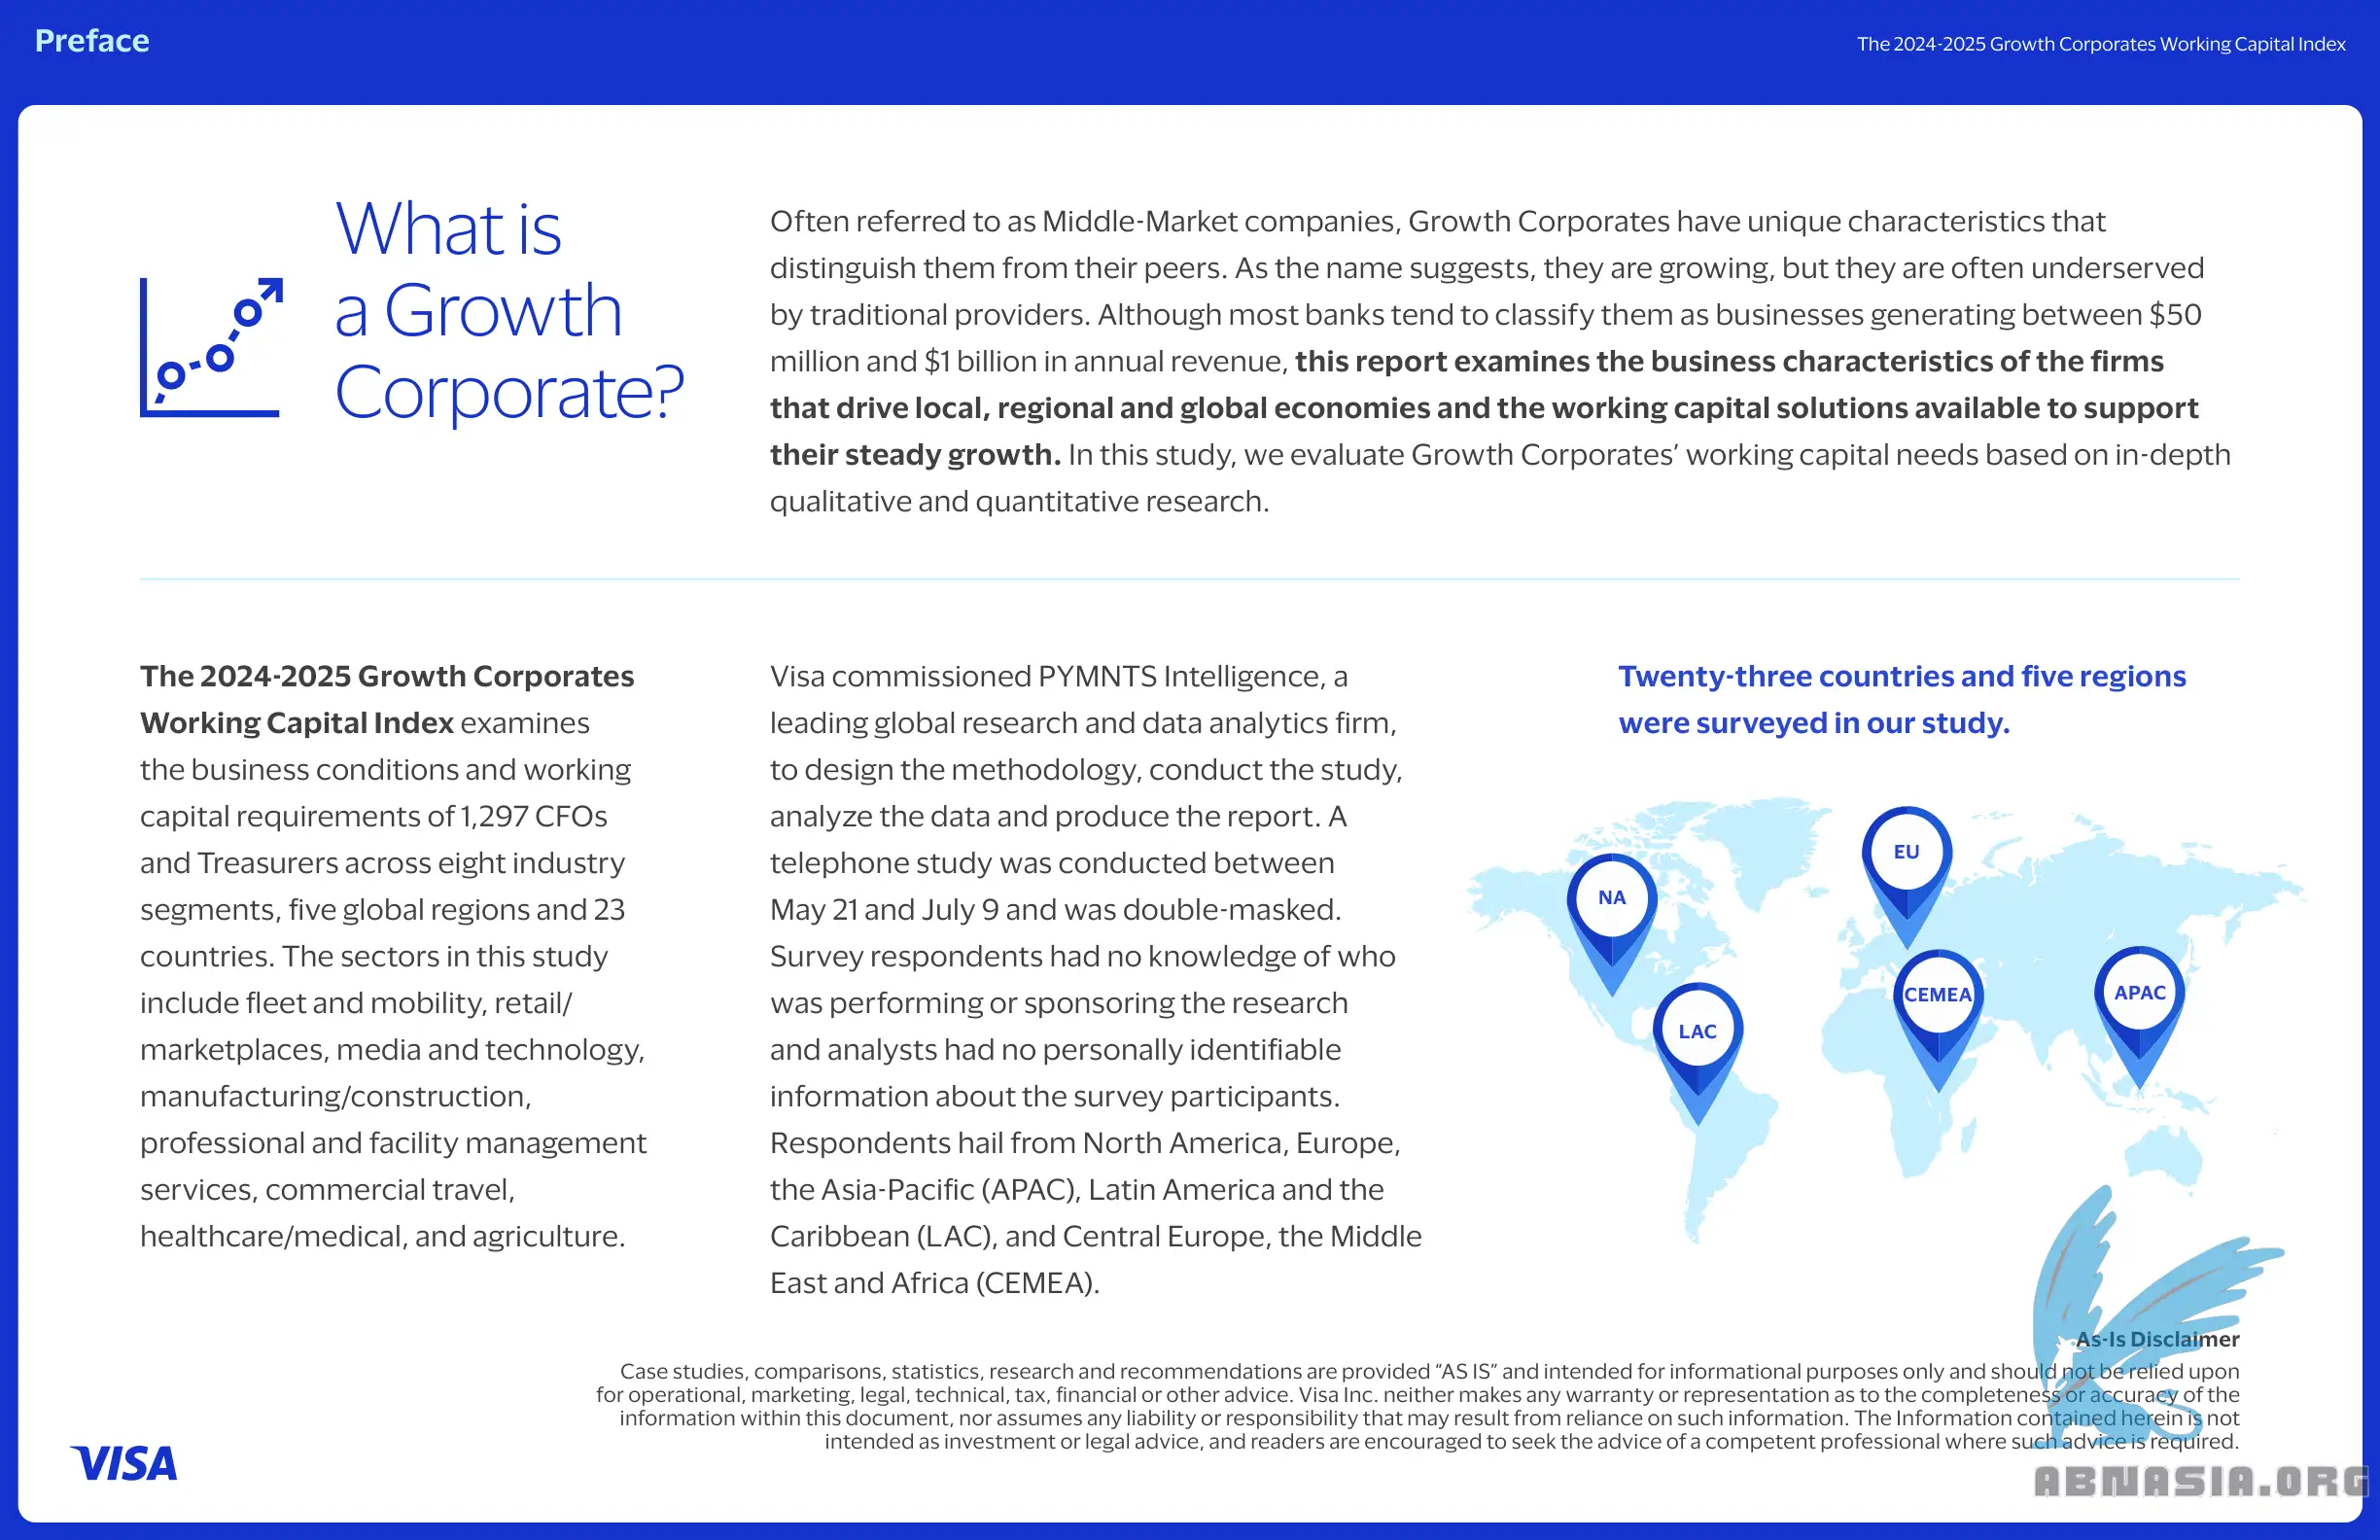 Preface
The 2024-2025 Growth Corporates Working Capital Index
What is
a Growth
Corporate?
Often referred to as Middle-Market companies, Growth Corporates have unique characteristics that
distinguish them from their peers. As the name suggests, they are growing, but they are often underserved
by traditional providers. Although most banks tend to classify them as businesses generating between $50
million and $1 billion in annual revenue, this report examines the business characteristics of the firms
that drive local, regional and global economies and the working capital solutions available to support
their steady growth. In this study, we evaluate Growth Corporates’ working capital needs based on in-depth
qualitative and quantitative research.
The 2024-2025 Growth Corporates
Working Capital Index examines
the business conditions and working
capital requirements of 1,297 CFOs
and Treasurers across eight industry
segments, five global regions and 23
countries. The sectors in this study
include fleet and mobility, retail/
marketplaces, media and technology,
manufacturing/construction,
professional and facility management
services, commercial travel,
healthcare/medical, and agriculture.
Visa commissioned PYMNTS Intelligence, a
leading global research and data analytics firm,
to design the methodology, conduct the study,
analyze the data and produce the report. A
telephone study was conducted between
May 21 and July 9 and was double-masked.
Survey respondents had no knowledge of who
was performing or sponsoring the research
and analysts had no personally identifiable
information about the survey participants.
Respondents hail from North America, Europe,
the Asia-Pacific (APAC), Latin America and the
Caribbean (LAC), and Central Europe, the Middle
East and Africa (CEMEA).
Twenty-three countries and five regions
were surveyed in our study.
EU
NA
CEMEA
APAC
LAC
As-Is Disclaimer
Case studies, comparisons, statistics, research and recommendations are provided “AS IS” and intended for informational purposes only and should not be relied upon
for operational, marketing, legal, technical, tax, financial or other advice. Visa Inc. neither makes any warranty or representation as to the completeness or accuracy of the
information within this document, nor assumes any liability or responsibility that may result from reliance on such information. The Information contained herein is not
intended as investment or legal advice, and readers are encouraged to seek the advice of a competent professional where such advice is required.
VISA
ABNASIA.ORG